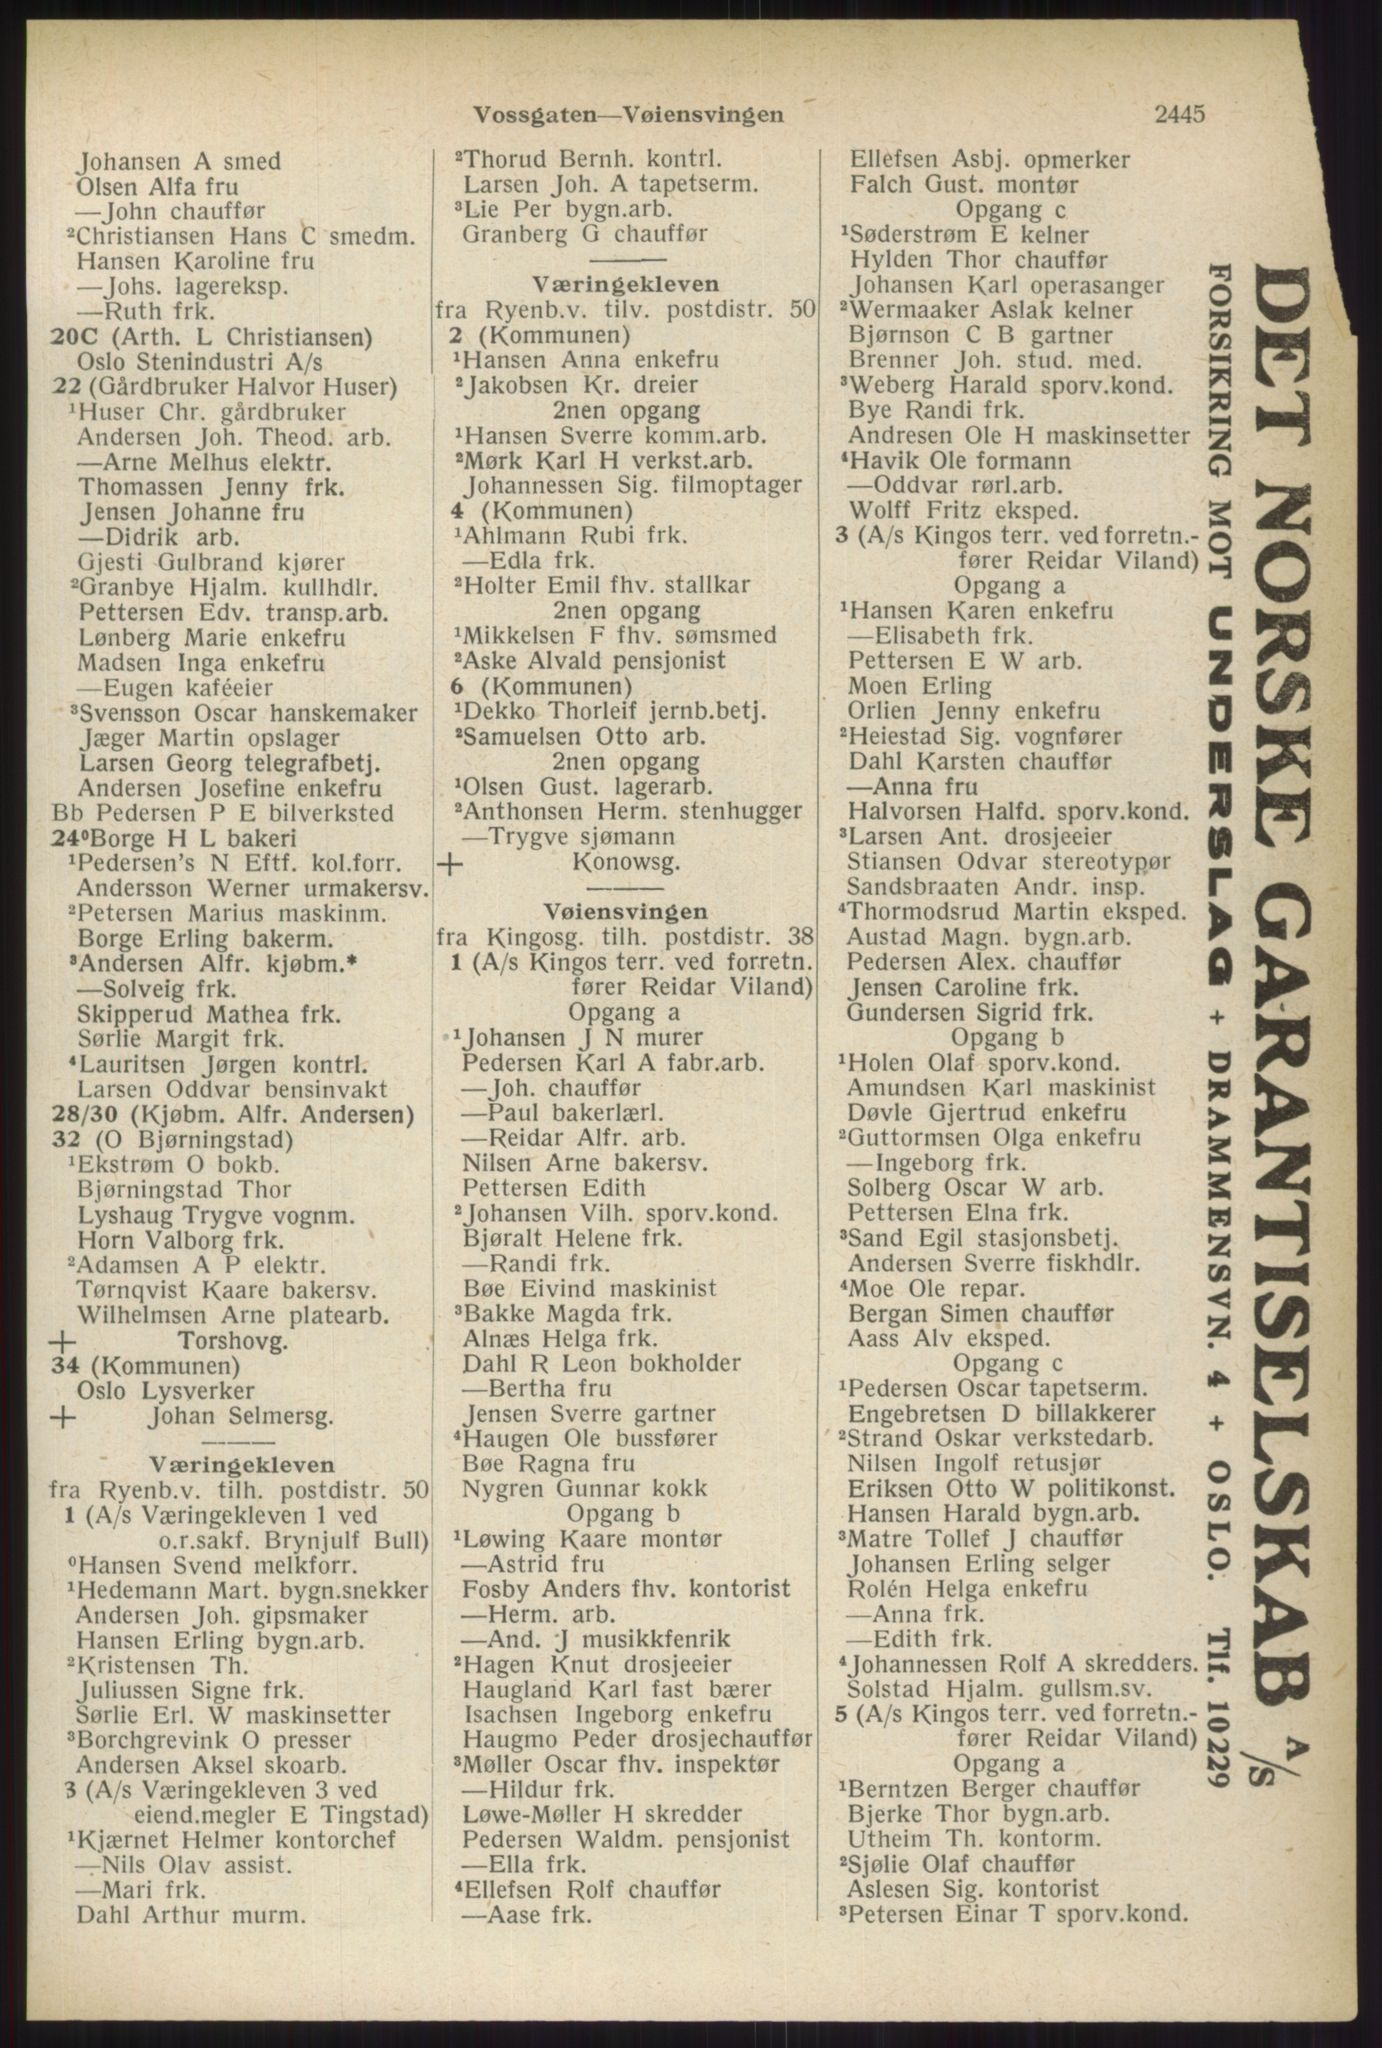 Vossgaten—Vøiensvingen 2445
Johansen A smed
Olsen Alfa fru
—John chauffør
²Christiansen Hans C smedm.
Hansen Karoline fru
—Johs. lagereksp.
—Ruth frk.
20C (Arth. L Christiansen)
Oslo Stenindustri A/s
22 (Gårdbruker Halvor Huser)
¹Huser Chr. gårdbruker
Andersen Joh. Theod. arb.
—Arne Melhus elektr.
Thomassen Jenny frk.
Jensen Johanne fru
—Didrik arb.
Gjesti Gulbrand kjører
²Granbye Hjalm. kullhdlr.
Pettersen Edv. transp.arb.
Lønberg Marie enkefru
Madsen Inga enkefru
—Eugen kaféeier
³Svensson Oscar hanskemaker
Jæger Martin opslager
Larsen Georg telegrafbetj.
Andersen Josefine enkefru
Bb Pedersen P E bilverksted
24⁰Borge H L bakeri
¹Pedersen's N Eftf. kol.forr.
Andersson Werner urmakersv.
²Petersen Marius maskinm.
Borge Erling bakerm.
³Andersen Alfr. kjøbm.*
—Solveig frk.
Skipperud Mathea frk.
Sørlie Margit frk.
⁴Lauritsen Jørgen kontrl.
Larsen Oddvar bensinvakt
28/30 (Kjøbm. Alfr. Andersen)
32 (O Bjørningstad)
¹Ekstrøm O bokb.
Bjørningstad Thor
Lyshaug Trygve vognm.
Horn Valborg frk.
²Adamsen A P elektr.
Tørnqvist Kaare bakersv.
Wilhelmsen Arne platearb.
+ Torshovg.
34 (Kommunen)
Oslo Lysverker
+ Johan Selmersg.
Væringekleven
fra Ryenb.v. tilh. postdistr. 50
1 (A/s Væringekleven 1 ved
o.r.sakf. Brynjulf Bull)
⁰Hansen Svend melkforr.
¹Hedemann Mart. bygn.snekker
Andersen Joh. gipsmaker
Hansen Erling bygn.arb.
²Kristensen Th.
Juliussen Signe frk.
Sørlie Erl. W maskinsetter
³Borchgrevink O presser
Andersen Aksel skoarb.
3 (A/s Væringekleven 3 ved
eiend.megler E Tingstad)
¹Kjærnet Helmer kontorchef
—Nils Olav assist.
—Mari frk.
Dahl Arthur murm.
²Thorud Bernh. kontrl.
Larsen Joh. A tapetserm.
³Lie Per bygn.arb.
Granberg G chauffør
Væringekleven
fra Ryenb.v. tilv. postdistr. 50
2 (Kommunen)
¹Hansen Anna enkefru
²Jakobsen Kr. dreier
2nen opgang
¹Hansen Sverre komm.arb.
²Mørk Karl H verkst.arb.
Johannessen Sig. filmoptager
4 (Kommunen)
¹Ahlmann Rubi frk.
—Edla frk.
²Holter Emil fhv. stallkar
2nen opgang
¹Mikkelsen F fhv. sømsmed
²Aske Alvald pensjonist
6 (Kommunen)
¹Dekko Thorleif jernb.betj.
²Samuelsen Otto arb.
2nen opgang
¹Olsen Gust. lagerarb.
²Anthonsen Herm. stenhugger
—Trygve sjømann
+ Konowsg.
Vøiensvingen
fra Kingosg. tilh. postdistr. 38
1 (A/s Kingos terr. ved forretn.
fører Reidar Viland)
Opgang a
¹Johansen J N murer
Pedersen Karl A fabr.arb.
—Joh. chauffør
—Paul bakerlærl.
—Reidar Alfr. arb.
Nilsen Arne bakersv.
Pettersen Edith
²Johansen Vilh. sporv.kond.
Bjøralt Helene frk.
—Randi frk.
Bøe Eivind maskinist
³Bakke Magda frk.
Alnæs Helga frk.
Dahl R Leon bokholder
—Bertha fru
Jensen Sverre gartner
⁴Haugen Ole bussfører
Bøe Ragna fru
Nygren Gunnar kokk
Opgang b
¹Løwing Kaare montør
—Astrid fru
Fosby Anders fhv. kontorist
—Herm. arb.
—And. J musikkfenrik
²Hagen Knut drosjeeier
Haugland Karl fast bærer
Isachsen Ingeborg enkefru
Haugmo Peder drosjechauffør
³Møller Oscar fhv. inspektør
—Hildur frk.
Løwe-Møller H skredder
Pedersen Waldm. pensjonist
—Ella frk.
⁴Ellefsen Rolf chauffør
—Aase frk.
Ellefsen Asbj. opmerker
Falch Gust. montør
Opgang c
¹Søderstrøm E kelner
Hylden Thor chauffør
Johansen Karl operasanger
²Wermaaker Aslak kelner
Bjørnson C B gartner
Brenner Joh. stud. med.
³Weberg Harald sporv.kond.
Bye Randi frk.
Andresen Ole H maskinsetter
⁴Havik Ole formann
—Oddvar rørl.arb.
Wolff Fritz eksped.
3 (A/s Kingos terr. ved forretn.-
fører Reidar Viland)
Opgang a
¹Hansen Karen enkefru
—Elisabeth frk.
Pettersen E W arb.
Moen Erling
Orlien Jenny enkefru
²Heiestad Sig. vognfører
Dahl Karsten chauffør
—Anna fru
Halvorsen Halfd. sporv.kond.
³Larsen Ant. drosjeeier
Stiansen Odvar stereotypør
Sandsbraaten Andr. insp.
⁴Thormodsrud Martin eksped.
Austad Magn. bygn.arb.
Pedersen Alex. chauffør
Jensen Caroline frk.
Gundersen Sigrid frk.
Opgang b
¹Holen Olaf sporv.kond.
Amundsen Karl maskinist
Døvle Gjertrud enkefru
²Guttormsen Olga enkefru
—Ingeborg frk.
Solberg Oscar W arb.
Pettersen Elna frk.
³Sand Egil stasjonsbetj.
Andersen Sverre fiskhdlr.
⁴Moe Ole repar.
Bergan Simen chauffør
Aass Alv eksped.
Opgang c
¹Pedersen Oscar tapetserm.
Engebretsen D billakkerer
²Strand Oskar verkstedarb.
Nilsen Ingolf retusjør
Eriksen Otto W politikonst.
Hansen Harald bygn.arb.
³Matre Tollef J chauffør
Johansen Erling selger
Rolén Helga enkefru
—Anna frk.
—Edith frk.
⁴Johannessen Rolf A skredders.
Solstad Hjalm. gullsm.sv.
5 (A/s Kingos terr. ved forretn.-
fører Reidar Viland)
Opgang a
¹Berntzen Berger chauffør
Bjerke Thor bygn.arb.
Utheim Th. kontorm.
²Sjølie Olaf chauffør
Aslesen Sig. kontorist
³Petersen Einar T sporv.kond.
DET NORSKE GARANTISELSKAB A/S
FORSIKRING MOT UNDERSLAG + DRAMMENSVN. 4 + OSLO. Tlf. 10229